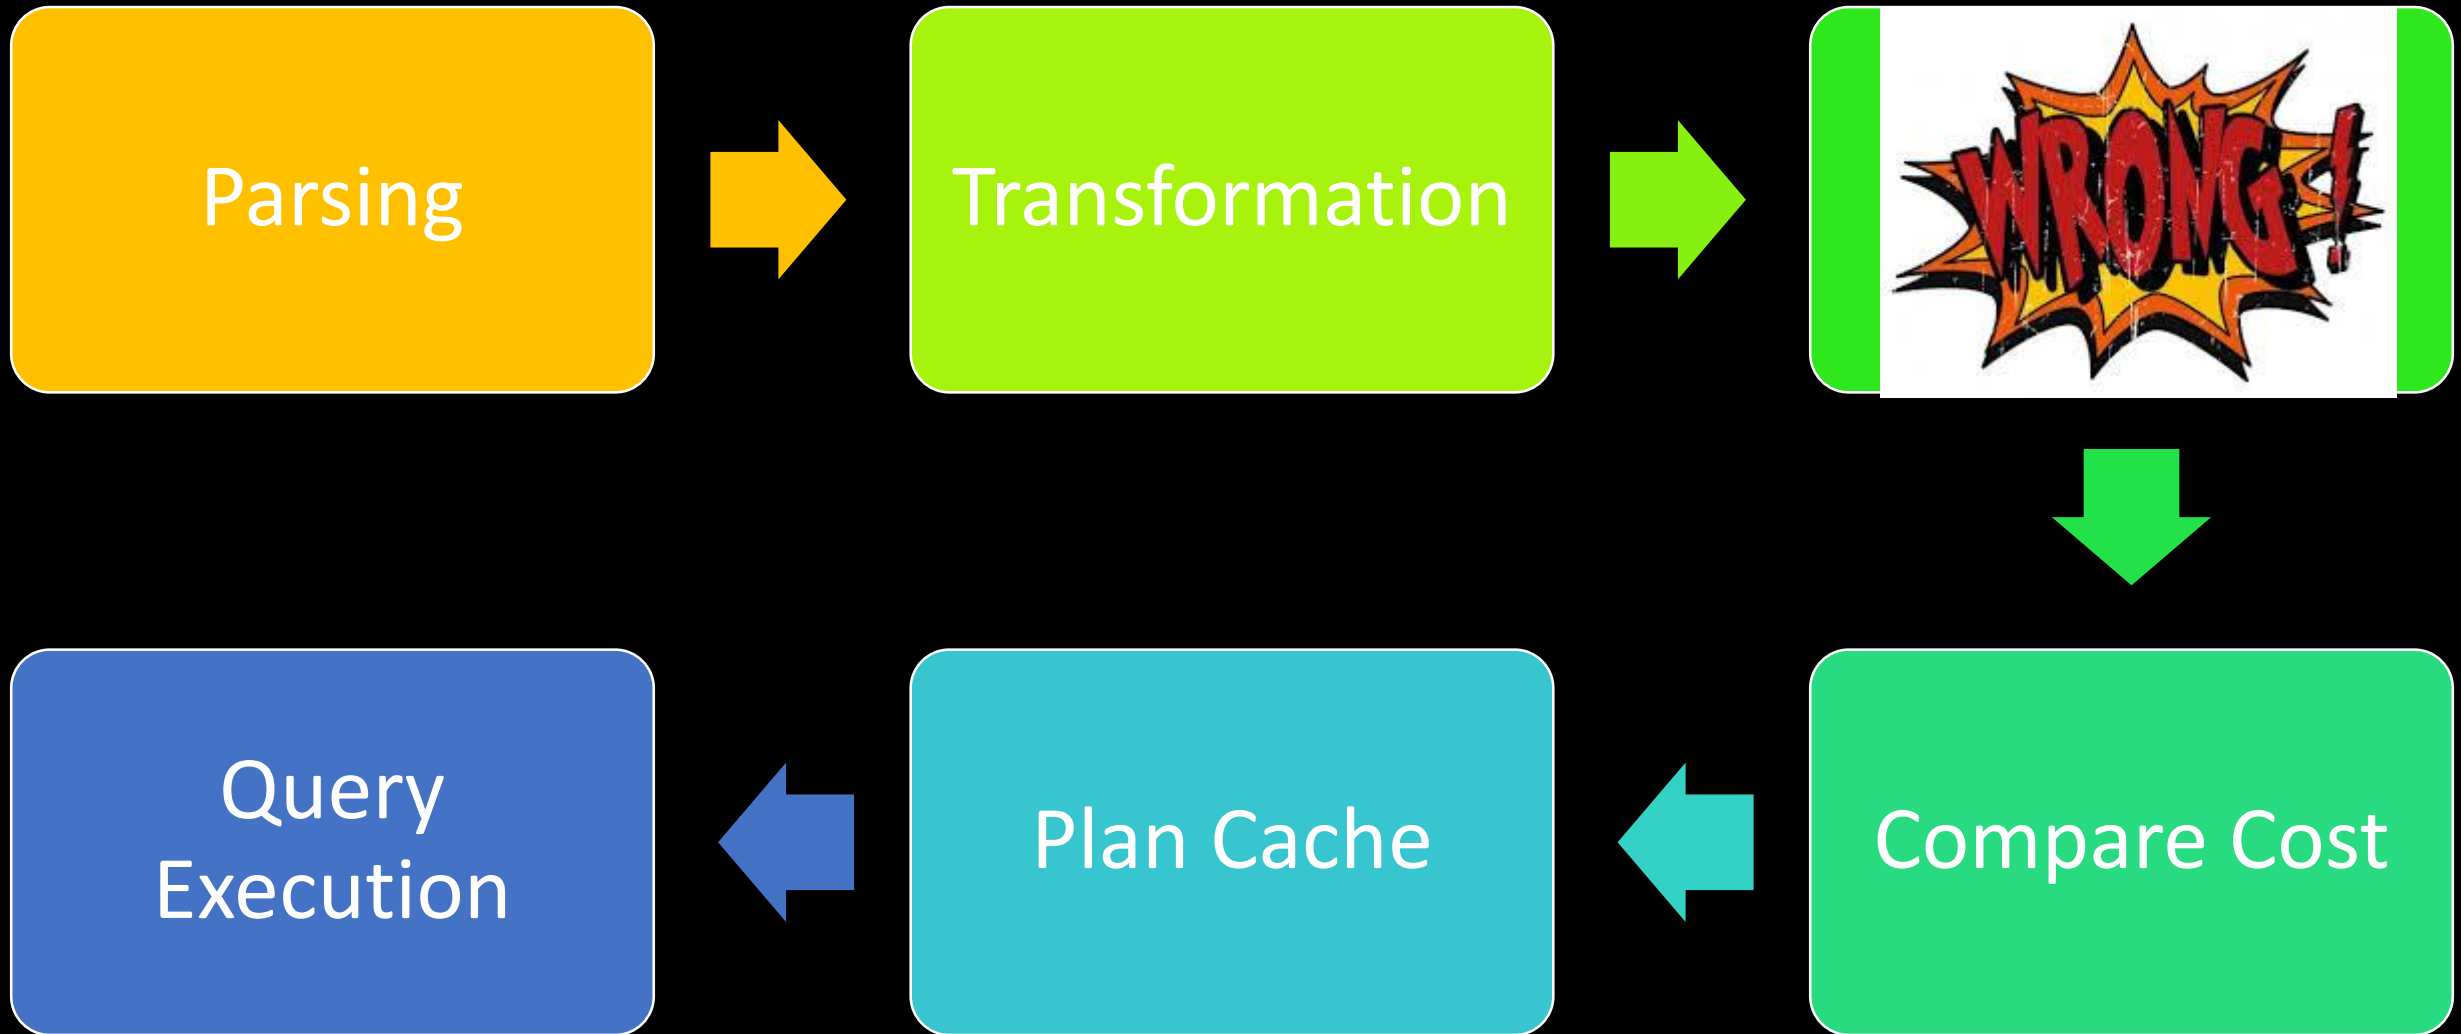 Parsing
Transformation
WRONG!
Compare Cost
Plan Cache
Query
Execution